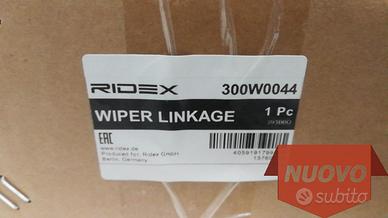 RIDEX 300W0044
WIPER LINKAGE 1 Pc
EAC
www.ridex.de
Produced for: Ridex GmbH
Berlin, Germany
NUOVO
subito